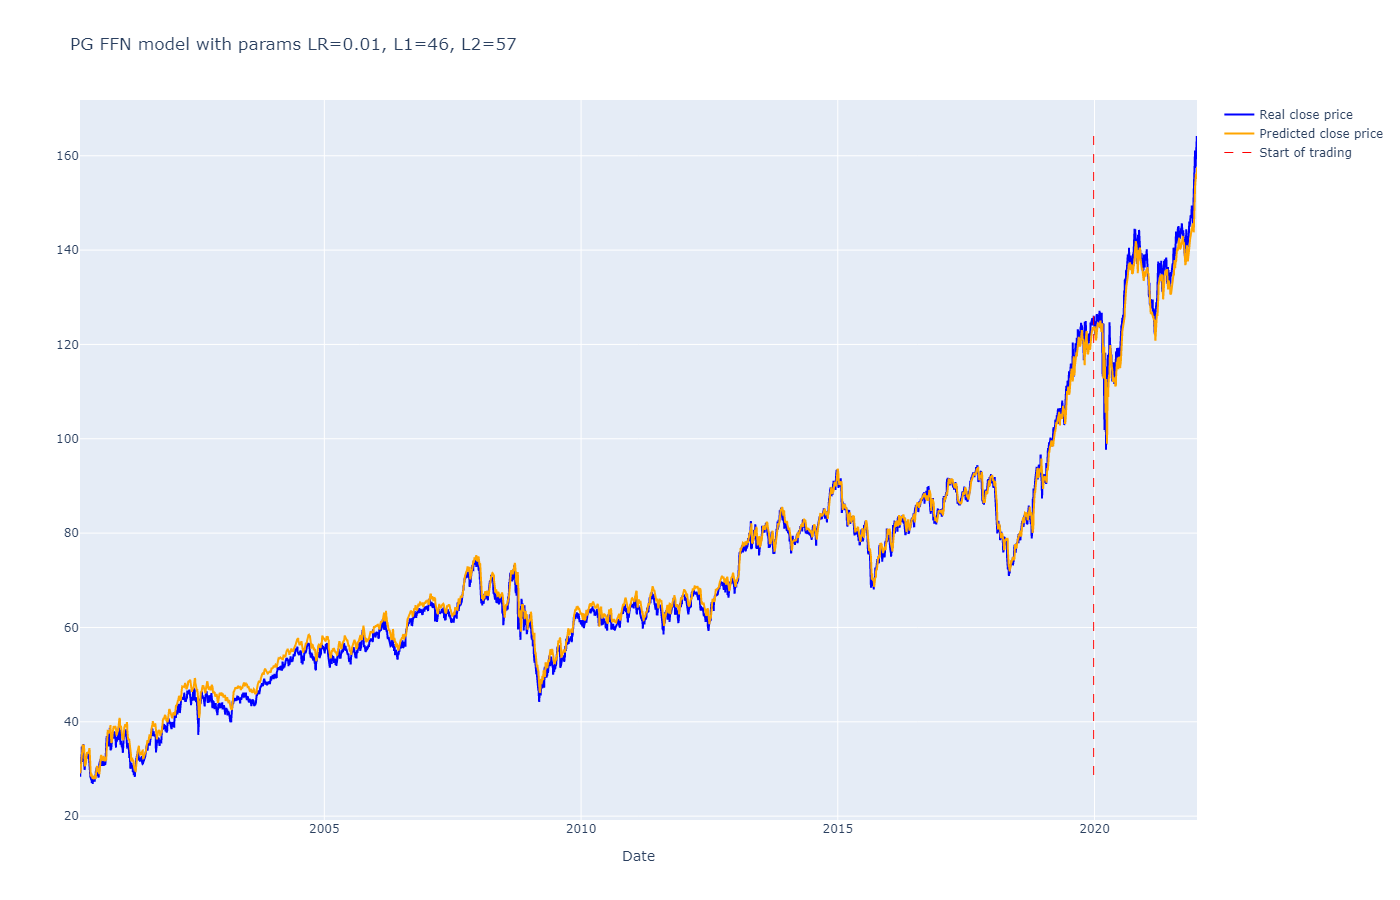 PG FFN model with params LR=0.01, L1=46, L2=57
Real close price
Predicted close price
Start of trading
160
140
120
100
80
60
40
20
2005
2010
2015
2020
Date